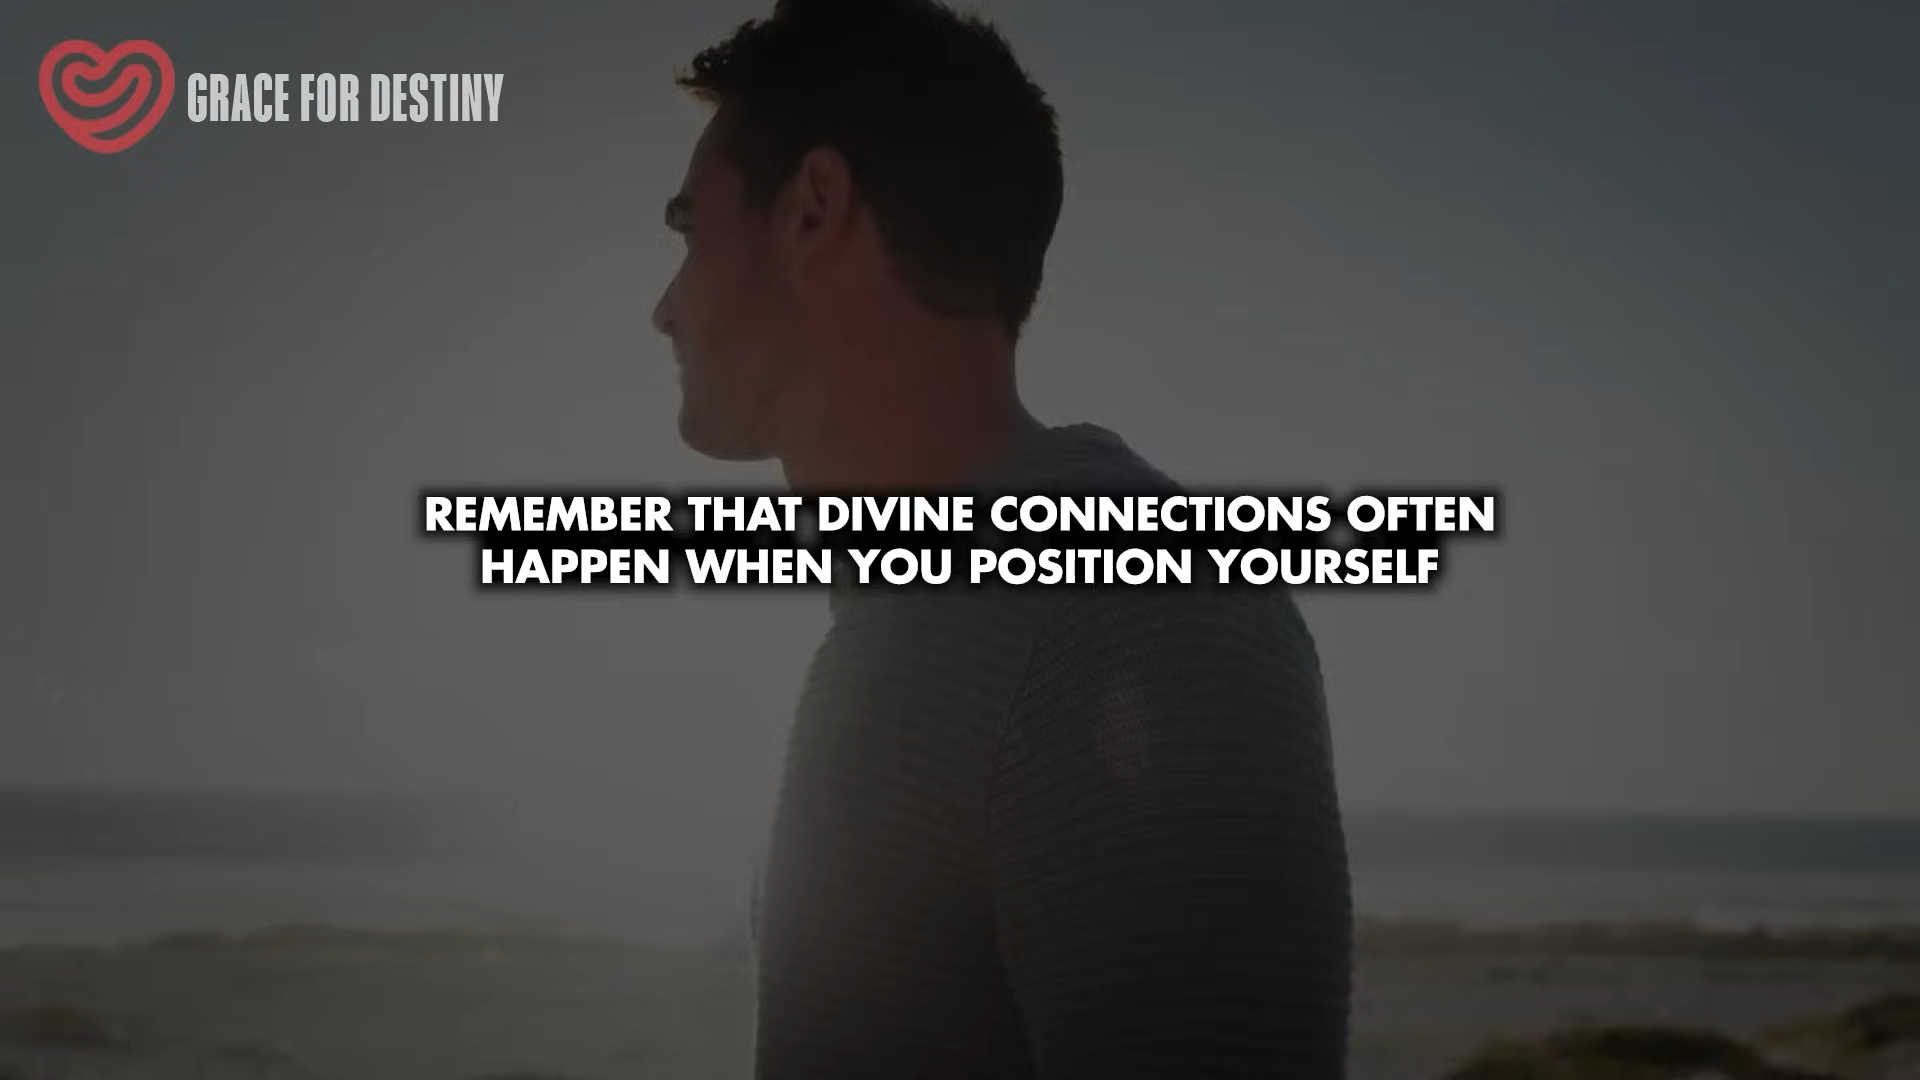 GRACE FOR DESTINY
REMEMBER THAT DIVINE CONNECTIONS OFTEN
HAPPEN WHEN YOU POSITION YOURSELF